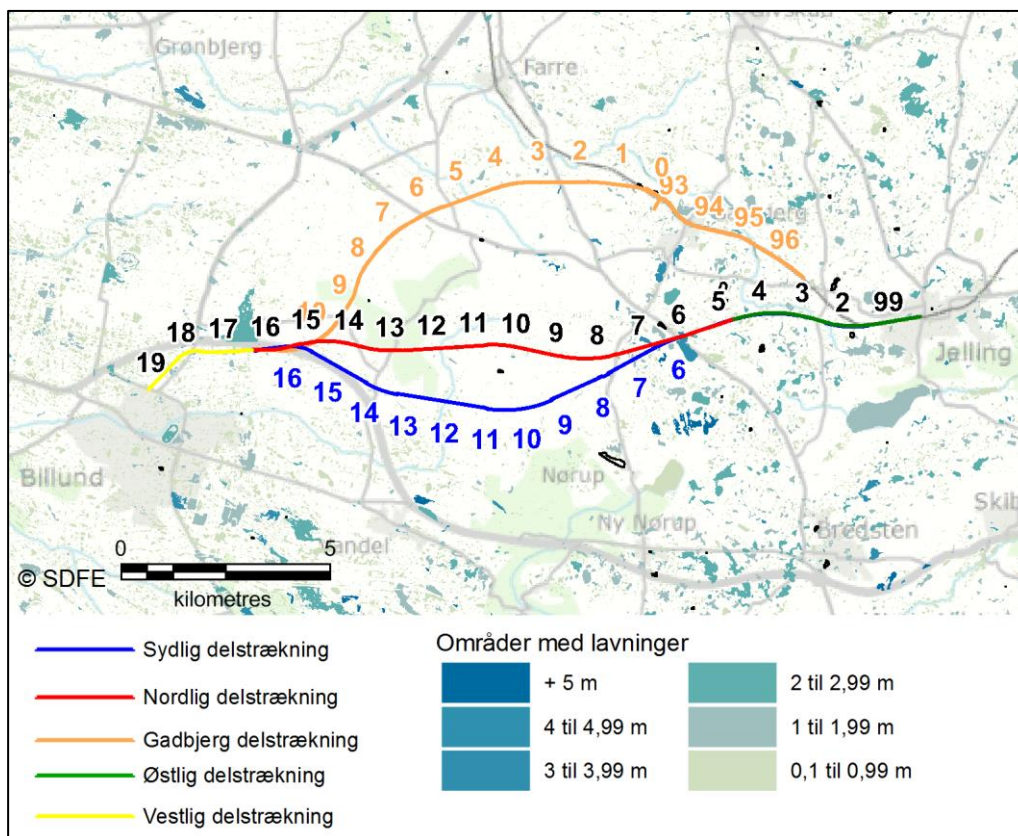 Grønbjerg
Farre
4 3 2 1 0
5
6 93 94 95 96
7
8
9
19 18 17 16 15 14 13 12 11 10 9 8 7 6 5 4 3 2 99
16 15 14 13 12 11 10 9 8 7 6
Jelling
Billund
Nørup
Ny Nørup
Bredsten
Skib
0 5
kilometres
© SDFE
Sydlig delstrækning
Nordlig delstrækning
Gadbjerg delstrækning
Østlig delstrækning
Vestlig delstrækning
Områder med lavninger
+ 5 m
4 til 4,99 m
3 til 3,99 m
2 til 2,99 m
1 til 1,99 m
0,1 til 0,99 m